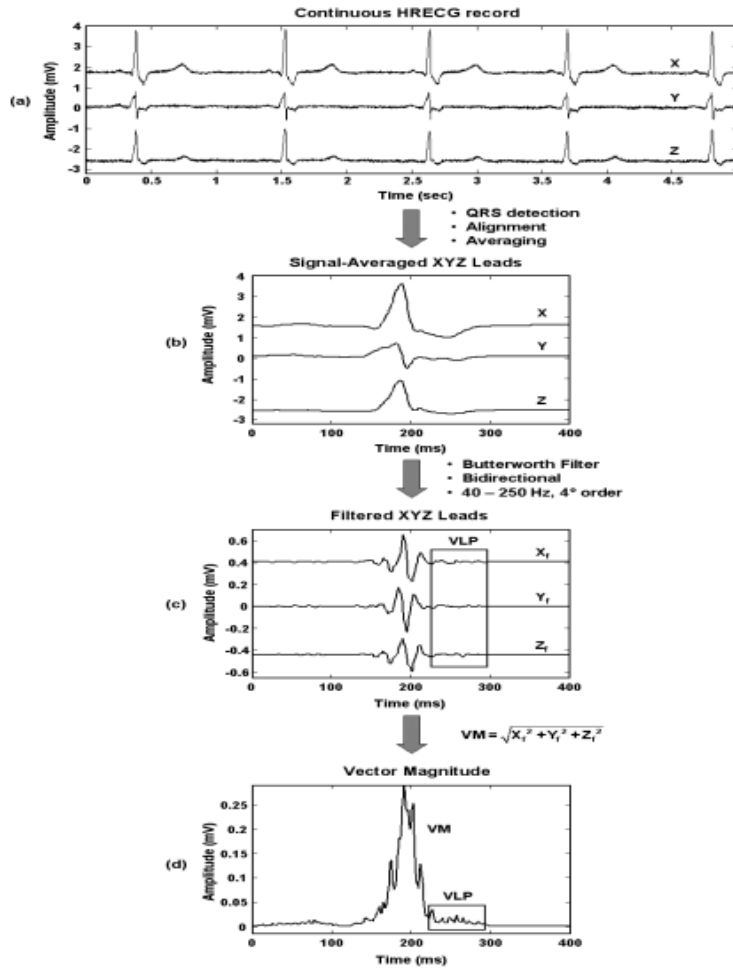 Continuous HRECG record
4
3
2
1
0
-1
-2
-3
Amplitude (mV)
(a)
X
Y
Z
0 0.5 1 1.5 2 2.5 3 3.5 4 4.5
Time (sec)
• QRS detection
• Alignment
• Averaging
Signal-Averaged XYZ Leads
4
3
2
1
0
-1
-2
-3
Amplitude (mV)
(b)
X
Y
Z
0 100 200 300 400
Time (ms)
• Butterworth Filter
• Bidirectional
• 40 – 250 Hz, 4° order
Filtered XYZ Leads
VLP
0.6
0.4
0.2
0
-0.2
-0.4
-0.6
Amplitude (mV)
(c)
Xf
Yf
Zf
0 100 200 300 400
Time (ms)
VM = √Xf² + Yf² + Zf²
Vector Magnitude
0.25
0.2
0.15
0.1
0.05
0
Amplitude (mV)
(d)
VM
VLP
0 100 200 300 400
Time (ms)